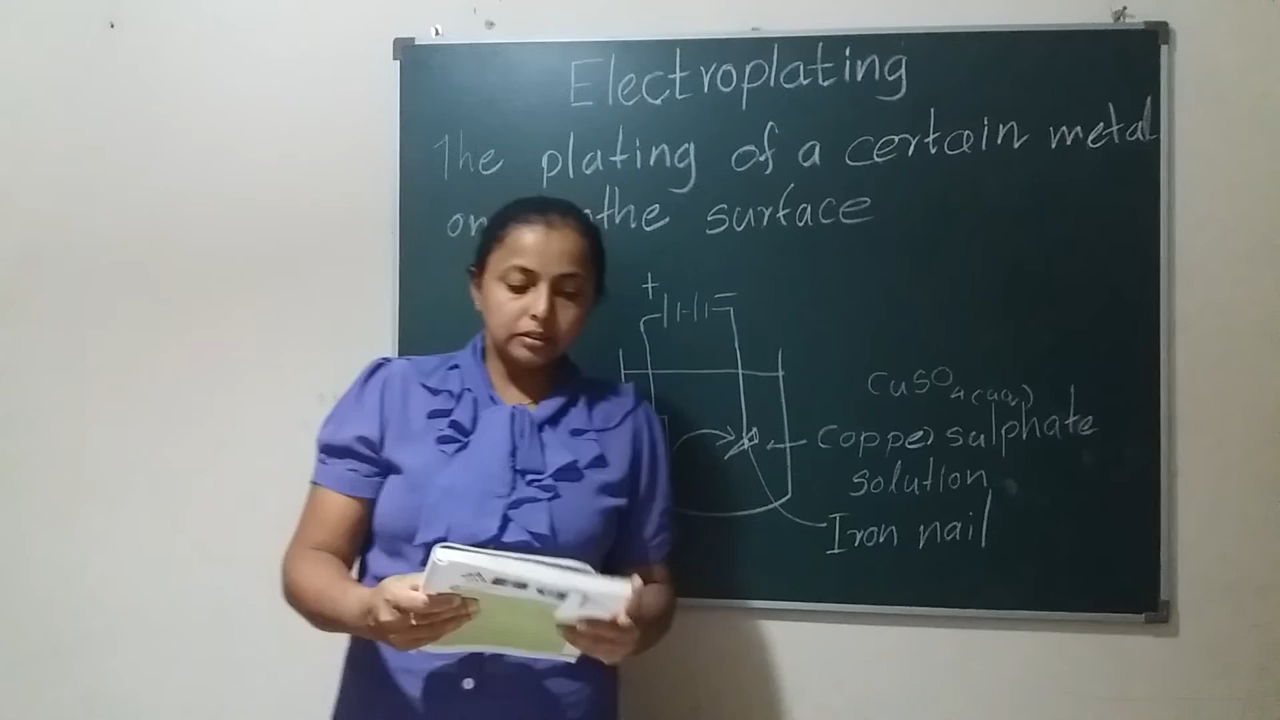 Electroplating
The plating of a certain metal
on the surface
+ −
CuSO4(aq)
Copper sulphate
solution
Iron nail